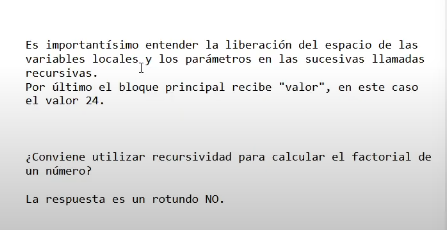 Es importantísimo entender la liberación del espacio de las
variables locales y los parámetros en las sucesivas llamadas
recursivas.
Por último el bloque principal recibe "valor", en este caso
el valor 24.
¿Conviene utilizar recursividad para calcular el factorial de
un número?
La respuesta es un rotundo NO.